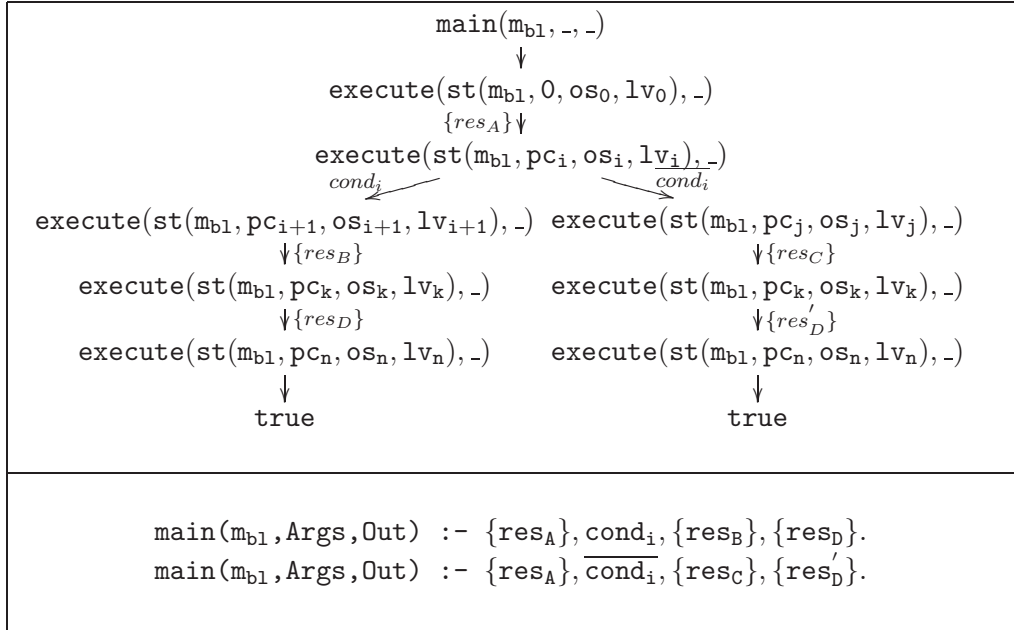 main(m_bl, _, _)
execute(st(m_bl, 0, os_0, lv_0), _)
{res_A}
execute(st(m_bl, pc_i, os_i, lv_i), _)
cond_i \overline{cond_i}
execute(st(m_bl, pc_{i+1}, os_{i+1}, lv_{i+1}), _) execute(st(m_bl, pc_j, os_j, lv_j), _)
{res_B} {res_C}
execute(st(m_bl, pc_k, os_k, lv_k), _) execute(st(m_bl, pc_k, os_k, lv_k), _)
{res_D} {res_D^'}
execute(st(m_bl, pc_n, os_n, lv_n), _) execute(st(m_bl, pc_n, os_n, lv_n), _)
true true
main(m_bl,Args,Out) :- {res_A}, cond_i, {res_B}, {res_D}.
main(m_bl,Args,Out) :- {res_A}, \overline{cond_i}, {res_C}, {res_D^'}.